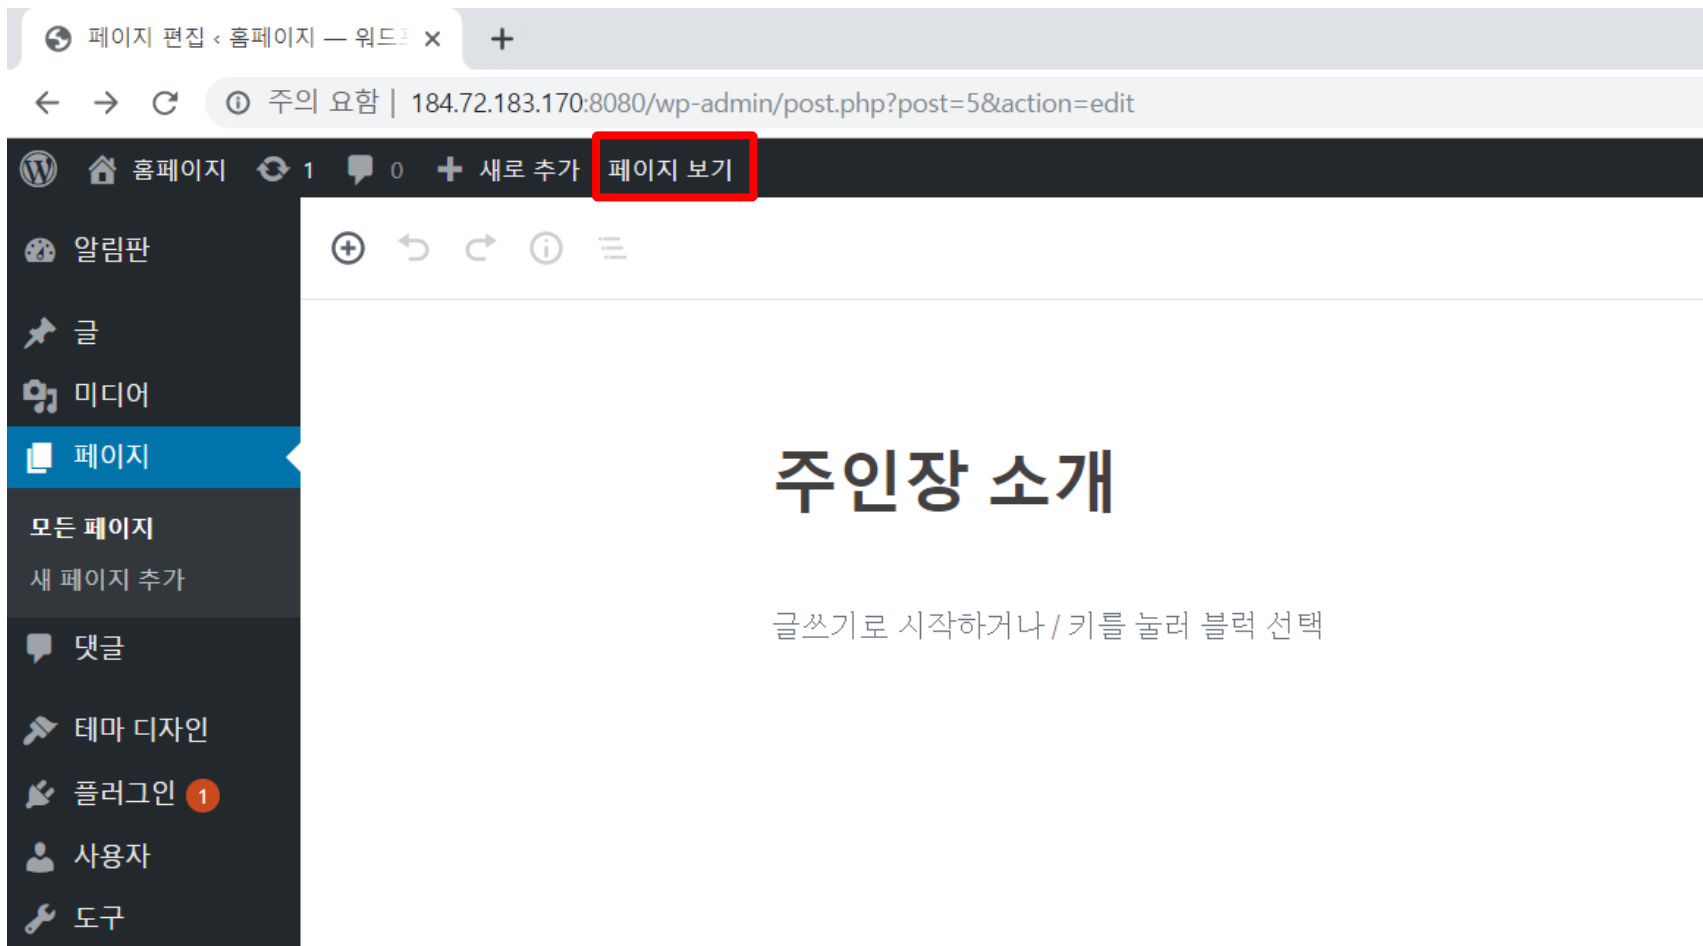 페이지 편집 ‹ 홈페이지 — 워드프
주의 요함 | 184.72.183.170:8080/wp-admin/post.php?post=5&action=edit
홈페이지 1 0 새로 추가 페이지 보기
알림판
글
미디어
페이지
모든 페이지
새 페이지 추가
댓글
테마 디자인
플러그인 1
사용자
도구
주인장 소개
글쓰기로 시작하거나 / 키를 눌러 블럭 선택